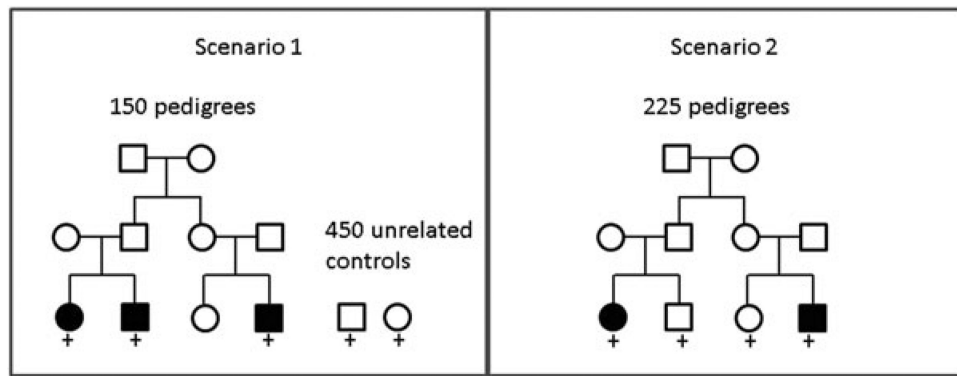 Scenario 1
150 pedigrees
450 unrelated
controls
+ + + + +
Scenario 2
225 pedigrees
+ + + +